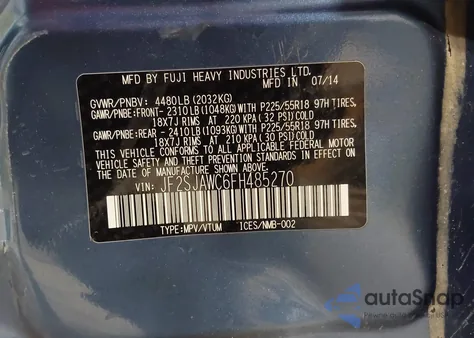 MFD BY FUJI HEAVY INDUSTRIES LTD.
MFD IN 07/14
GVWR/PNBV: 4480LB(2032KG)
GAWR/PNBE:FRONT- 2310LB(1048KG)WITH P225/55R18 97H TIRES,
18X7J RIMS AT 220 KPA (32 PSI)COLD
GAWR/PNBE:REAR - 2410LB(1093KG)WITH P225/55R18 97H TIRES,
18X7J RIMS AT 210 KPA (30 PSI)COLD
THIS VEHICLE CONFORMS TO ALL APPLICABLE FEDERAL MOTOR
VEHICLE SAFETY AND THEFT PREVENTION STANDARDS IN EFFECT ON
THE DATE OF MANUFACTURE SHOWN ABOVE.
VIN: JF2SJAWC6FH485270
TYPE:MPV/VTUM ICES/NMB-002
autoSnap